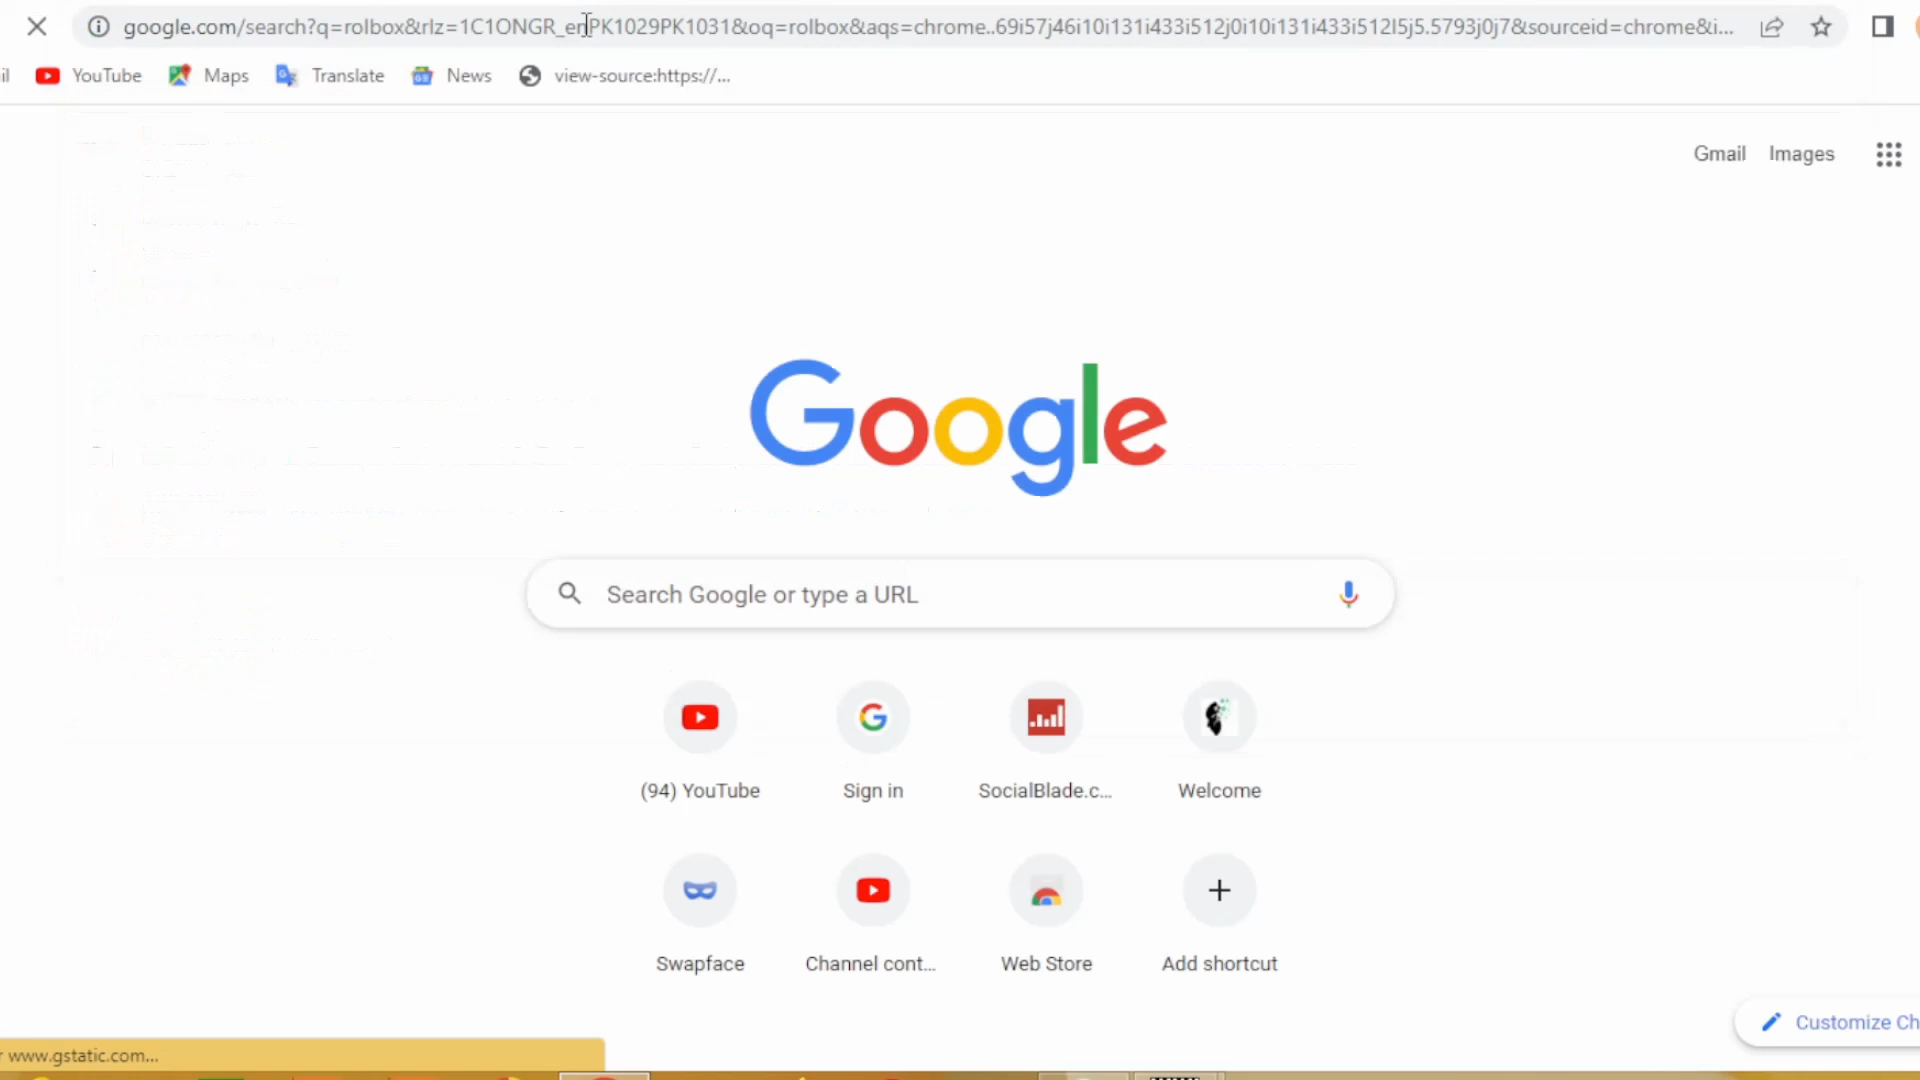 google.com/search?q=rolbox&rlz=1C1ONGR_enPK1029PK1031&oq=rolbox&aqs=chrome..69i57j46i10i131i433i512j0i10i131i433i512l5j5.5793j0j7&sourceid=chrome&i...
YouTube Maps Translate News view-source:https://...
Gmail Images
Google
Search Google or type a URL
(94) YouTube Sign in SocialBlade.c... Welcome
Swapface Channel cont... Web Store Add shortcut
Customize Ch
www.gstatic.com...